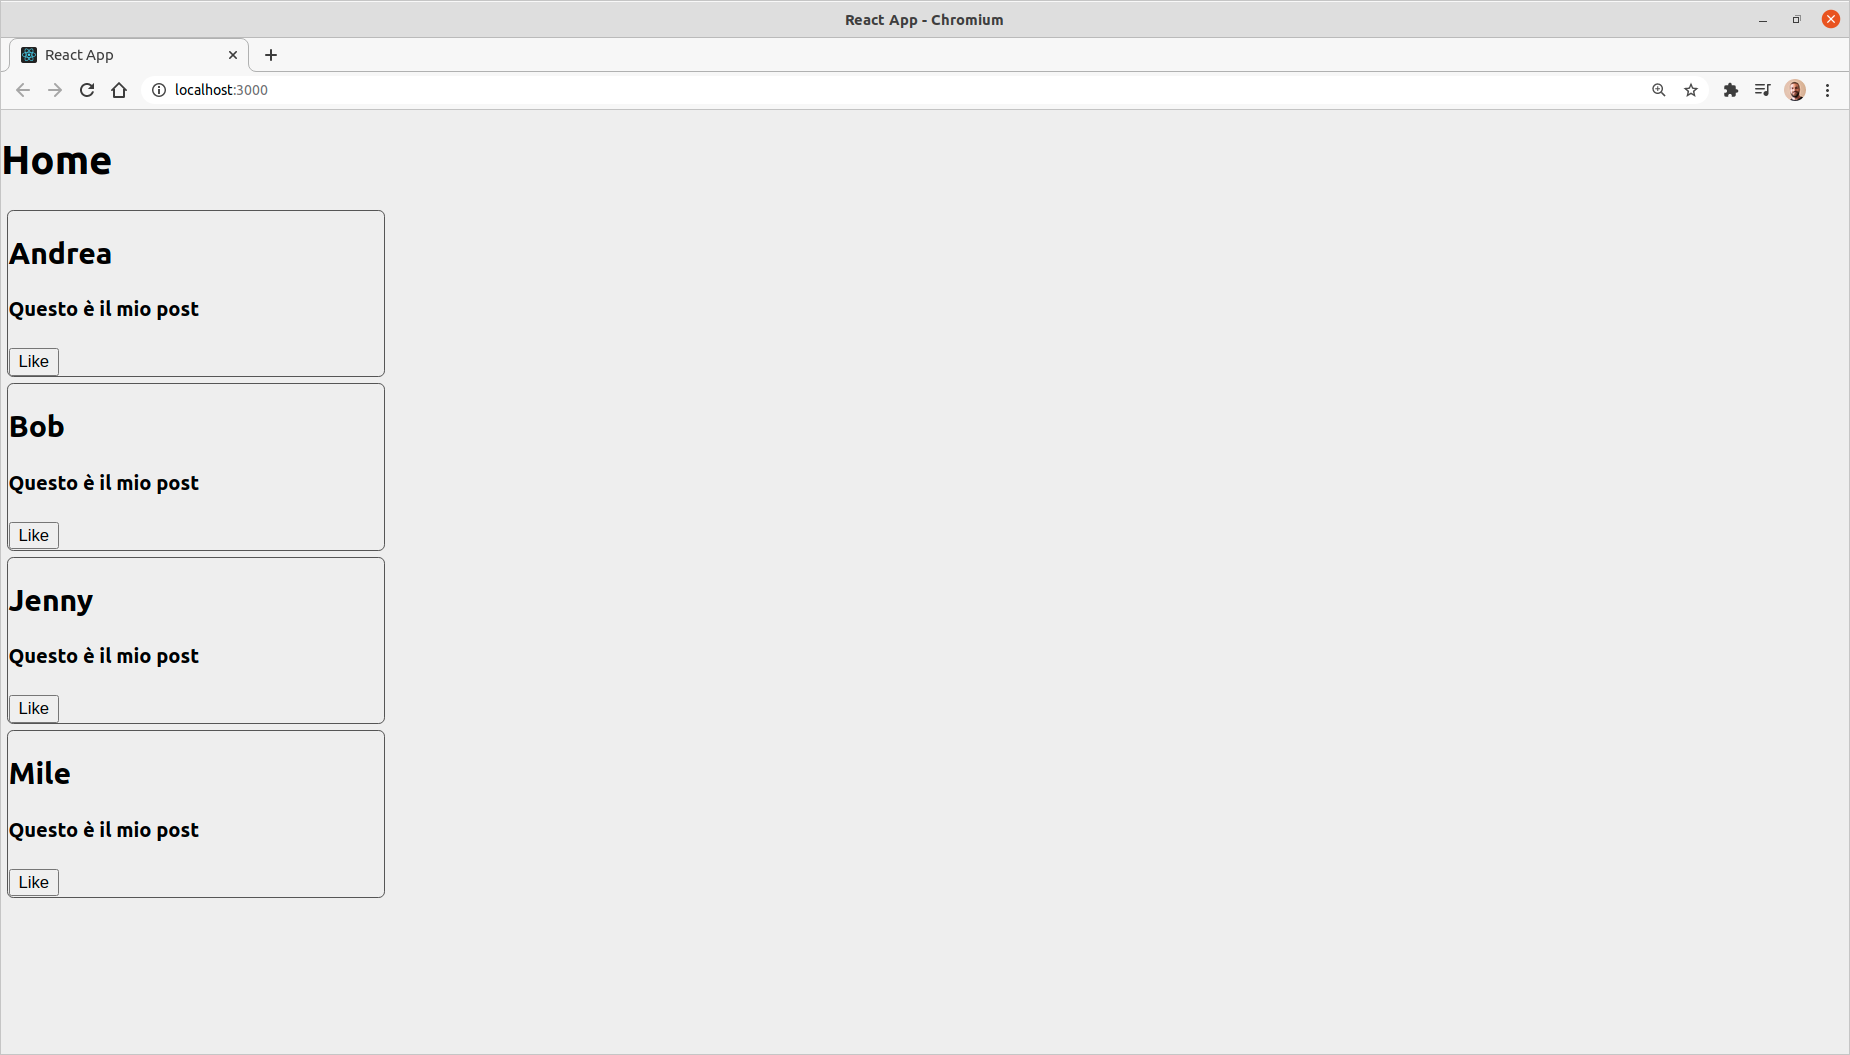 React App - Chromium
React App
localhost:3000
Home
Andrea
Questo è il mio post
Like
Bob
Questo è il mio post
Like
Jenny
Questo è il mio post
Like
Mile
Questo è il mio post
Like